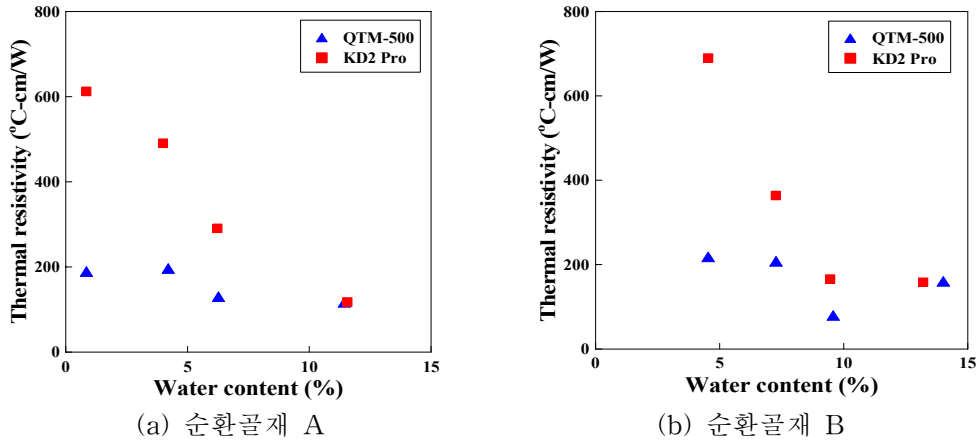 800
600
400
200
0
0
5
10
15
Thermal resistivity (°C-cm/W)
Water content (%)
QTM-500
KD2 Pro
(a) 순환골재 A
800
600
400
200
0
0
5
10
15
Thermal resistivity (°C-cm/W)
Water content (%)
QTM-500
KD2 Pro
(b) 순환골재 B